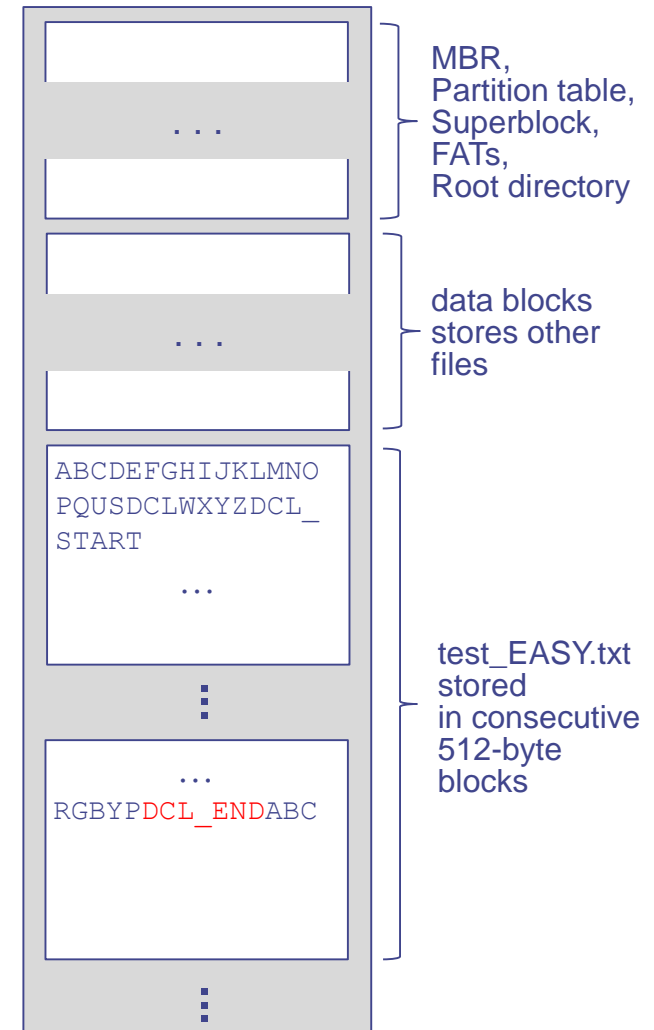 MBR,
Partition table,
Superblock,
FATs,
Root directory
. . .
data blocks
stores other
files
. . .
ABCDEFGHIJKLMNO
PQUSDCLWXYZDCL_
START
...
test_EASY.txt
stored
in consecutive
512-byte
blocks
...
RGBYPDCL_ENDABC